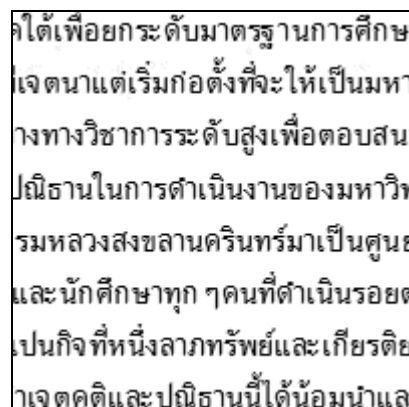 ใต้เพื่อยกระดับมาตรฐานการศึกษ
เจตนาแต่เริ่มก่อตั้งที่จะให้เป็นมหา
างทางวิชาการระดับสูงเพื่อตอบสน
ปณิธานในการดำเนินงานของมหาวิท
รมหลวงสงขลานครินทร์มาเป็นศูนย
และนักศึกษาทุก ๆคนที่ดำเนินรอยต
เปนกิจที่หนึ่งลาภทรัพย์และเกียรติย
าเจตคติและปณิธานนี้ได้น้อมนำแล